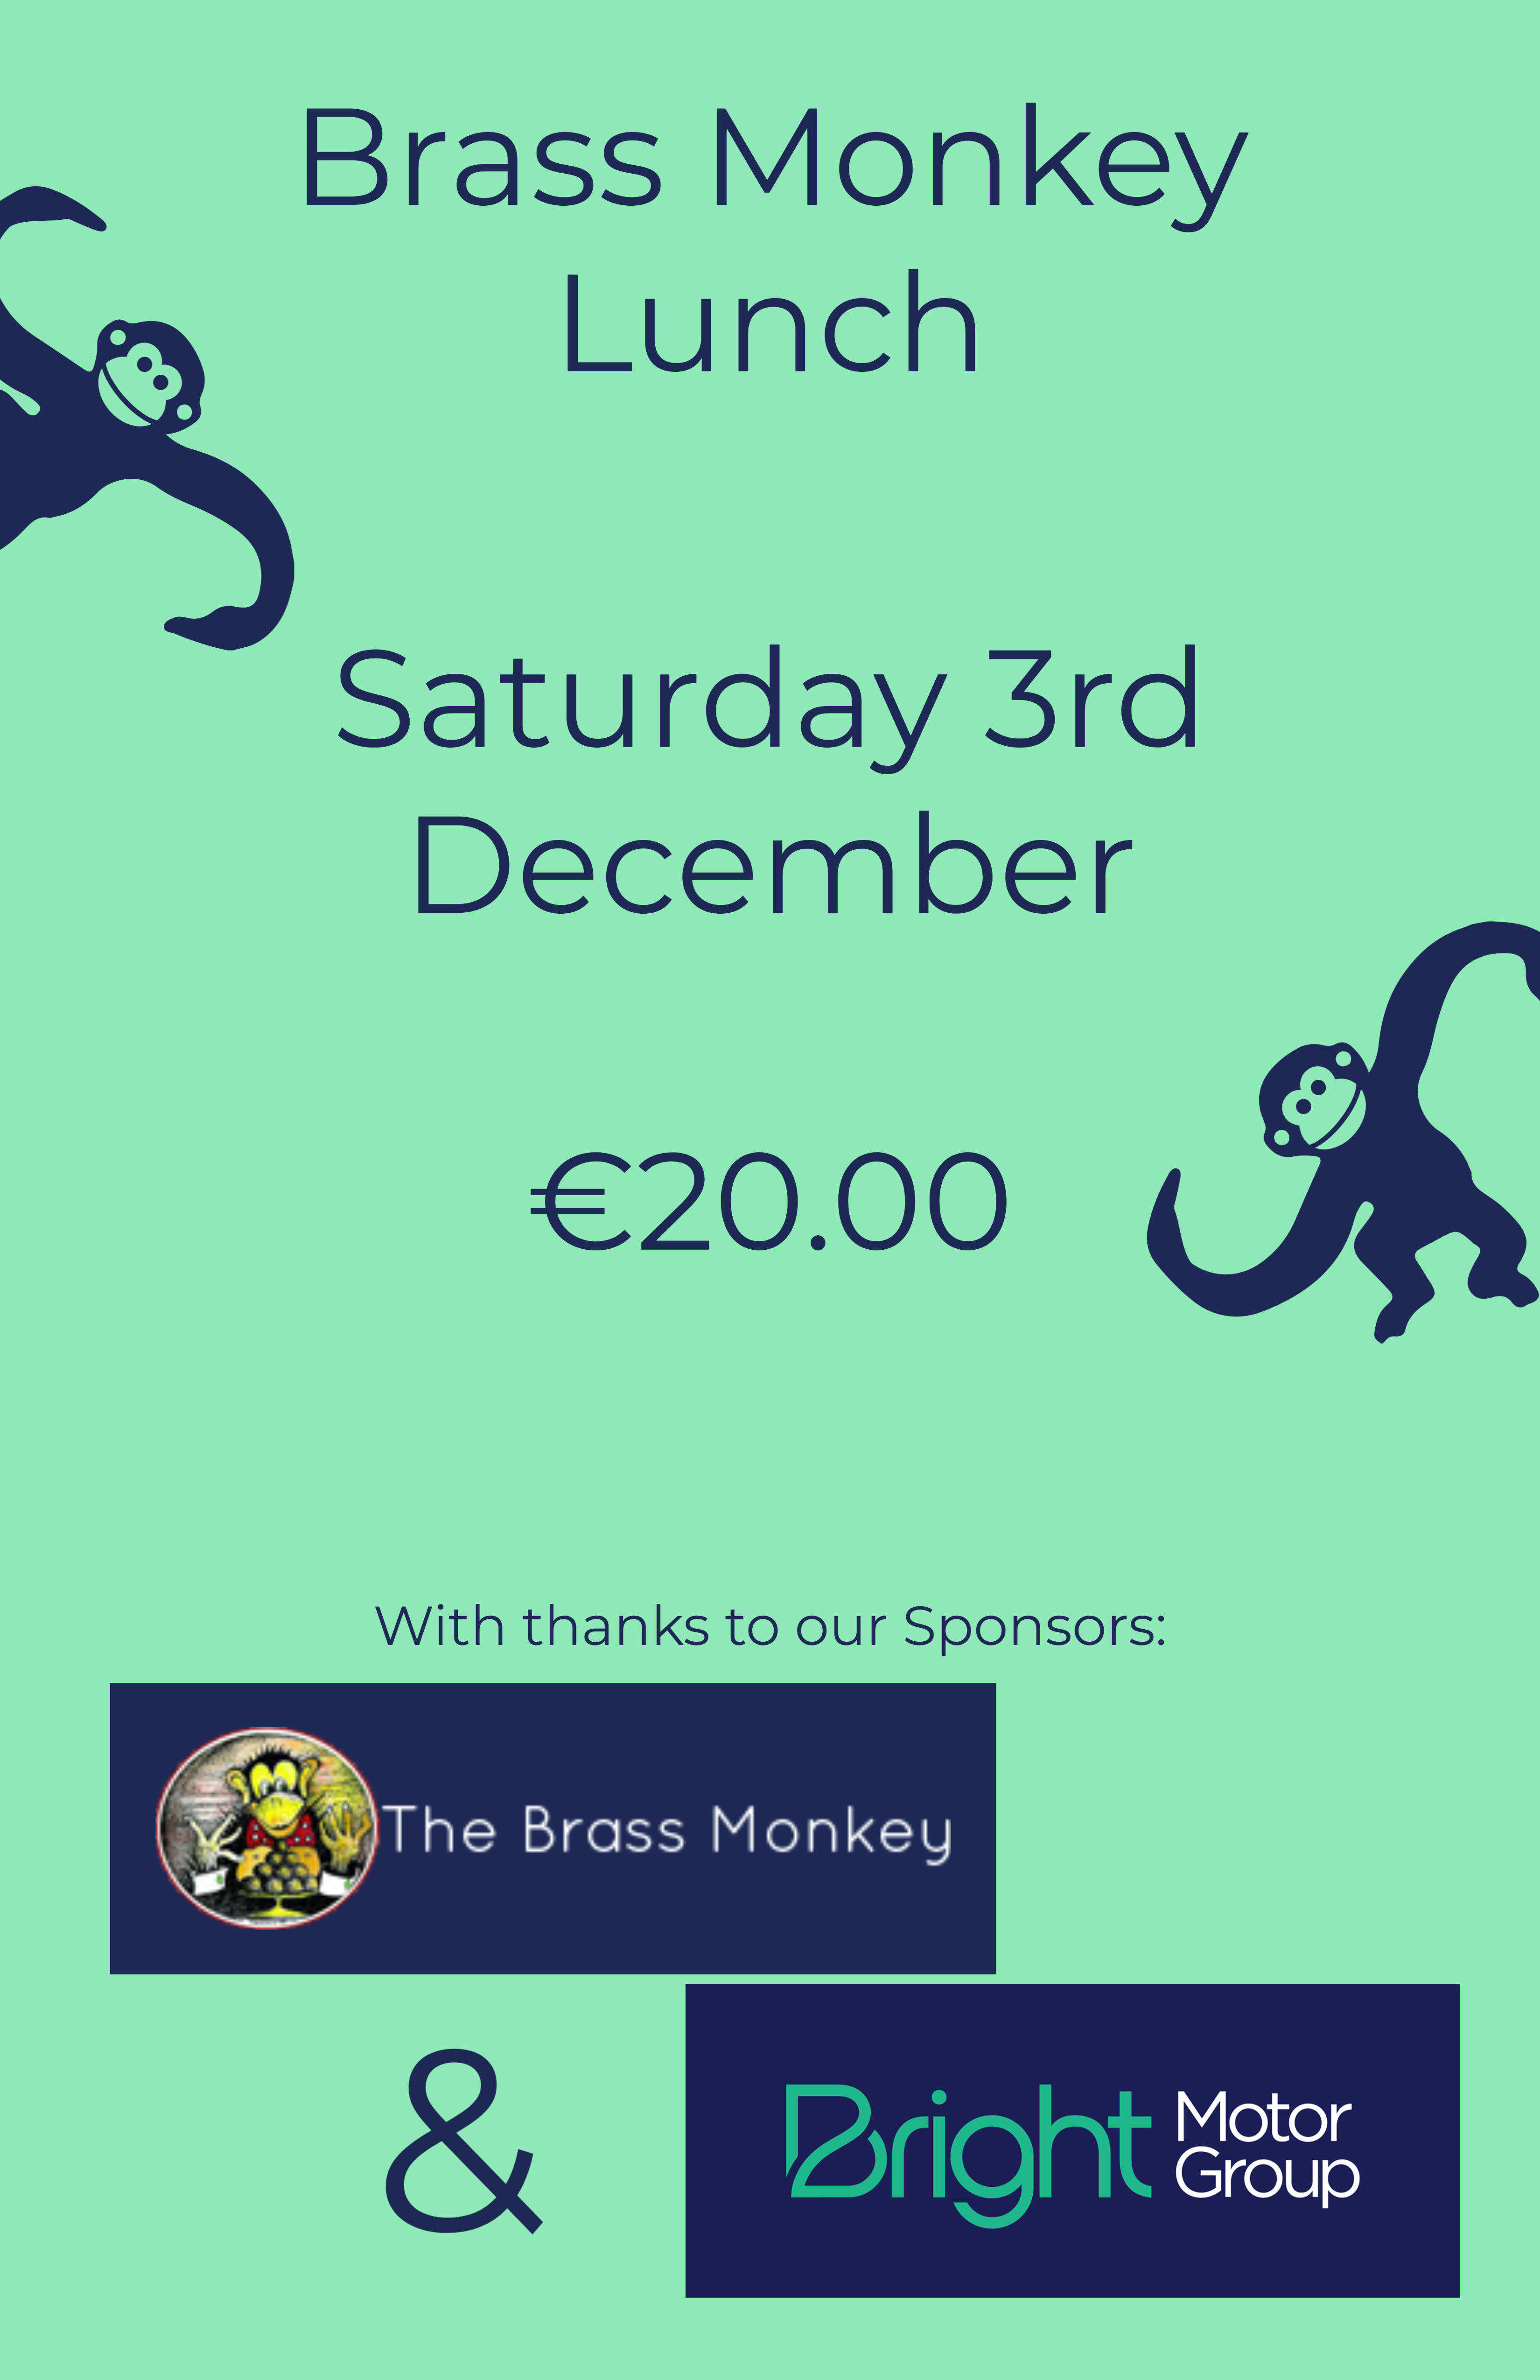 Brass Monkey
Lunch
Saturday 3rd
December
€20.00
With thanks to our Sponsors:
The Brass Monkey
&
Bright Motor
Group